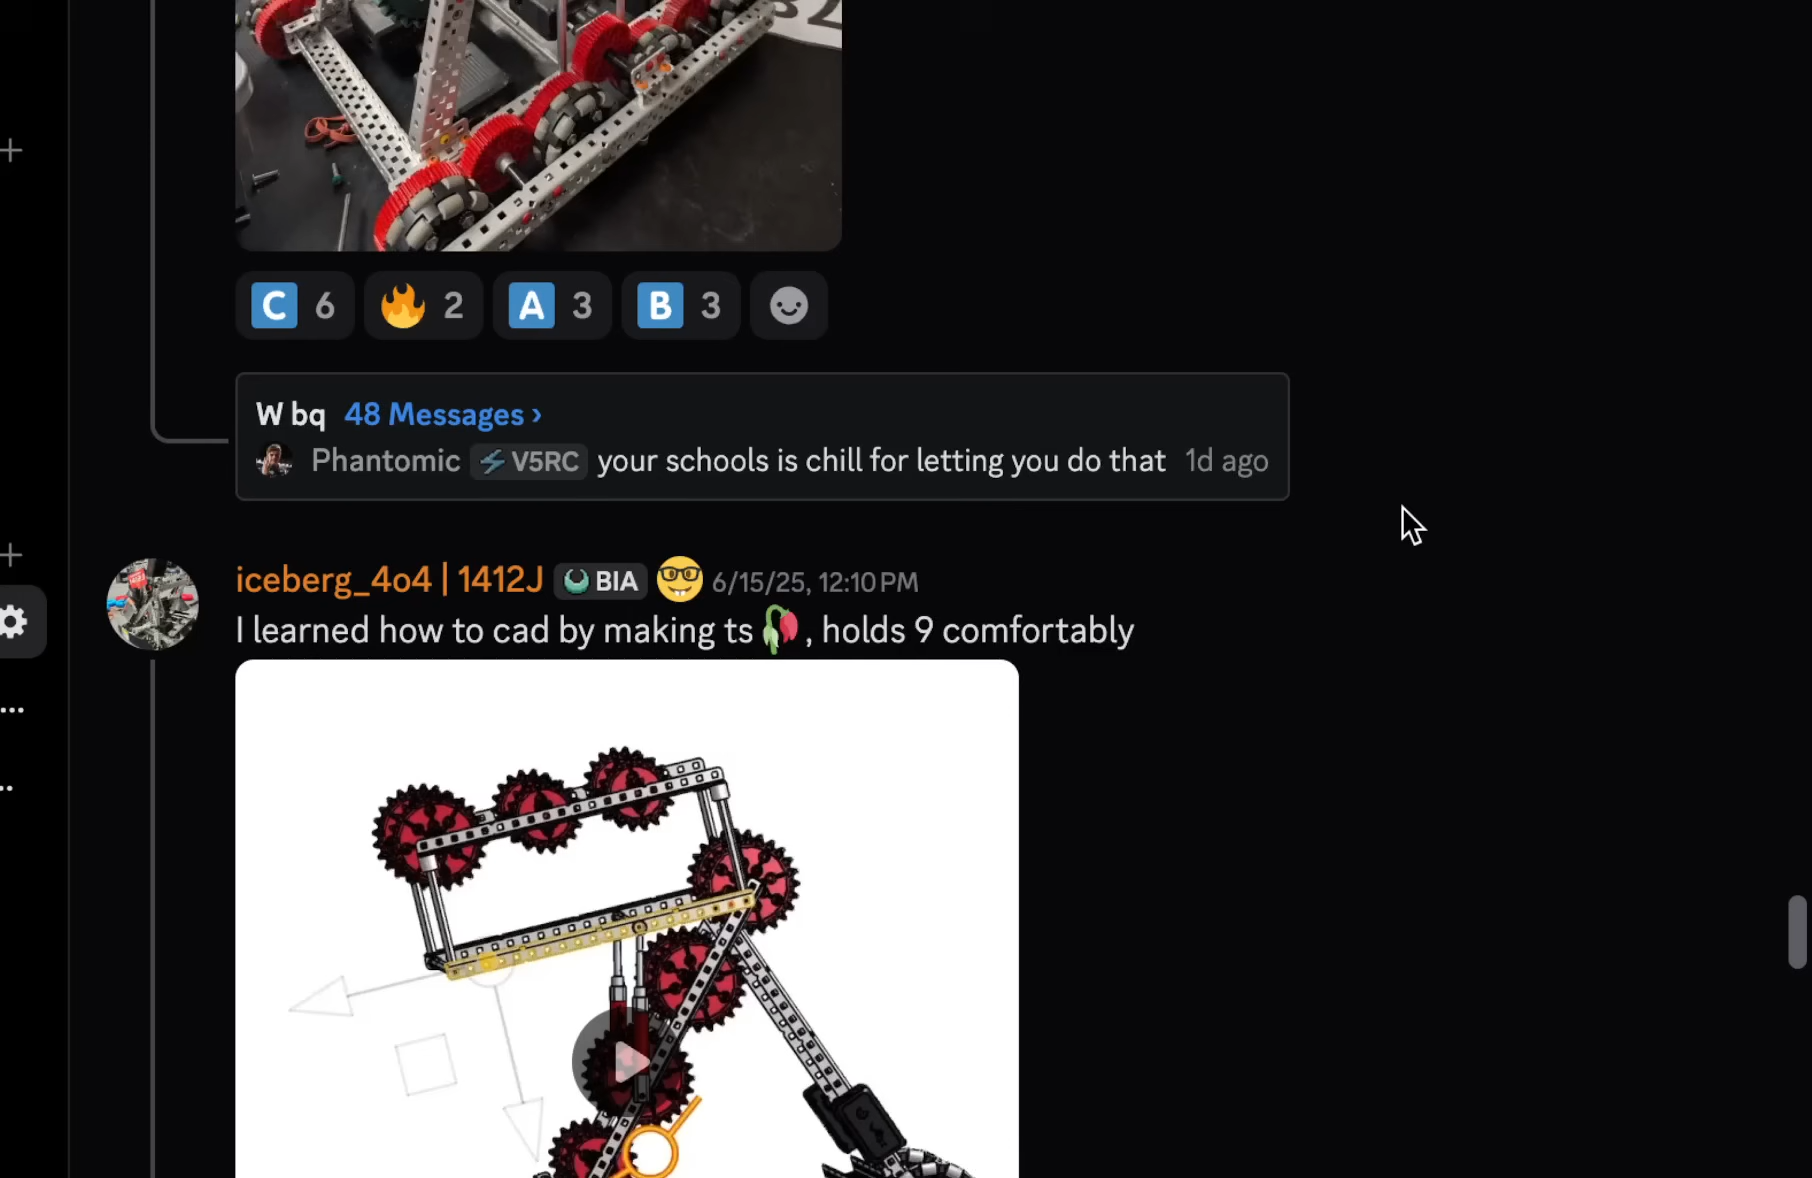 C 6 2 A 3 B 3
W bq 48 Messages ›
Phantomic V5RC your schools is chill for letting you do that 1d ago
iceberg_4o4 | 1412J BIA 6/15/25, 12:10 PM
I learned how to cad by making ts 🥀, holds 9 comfortably